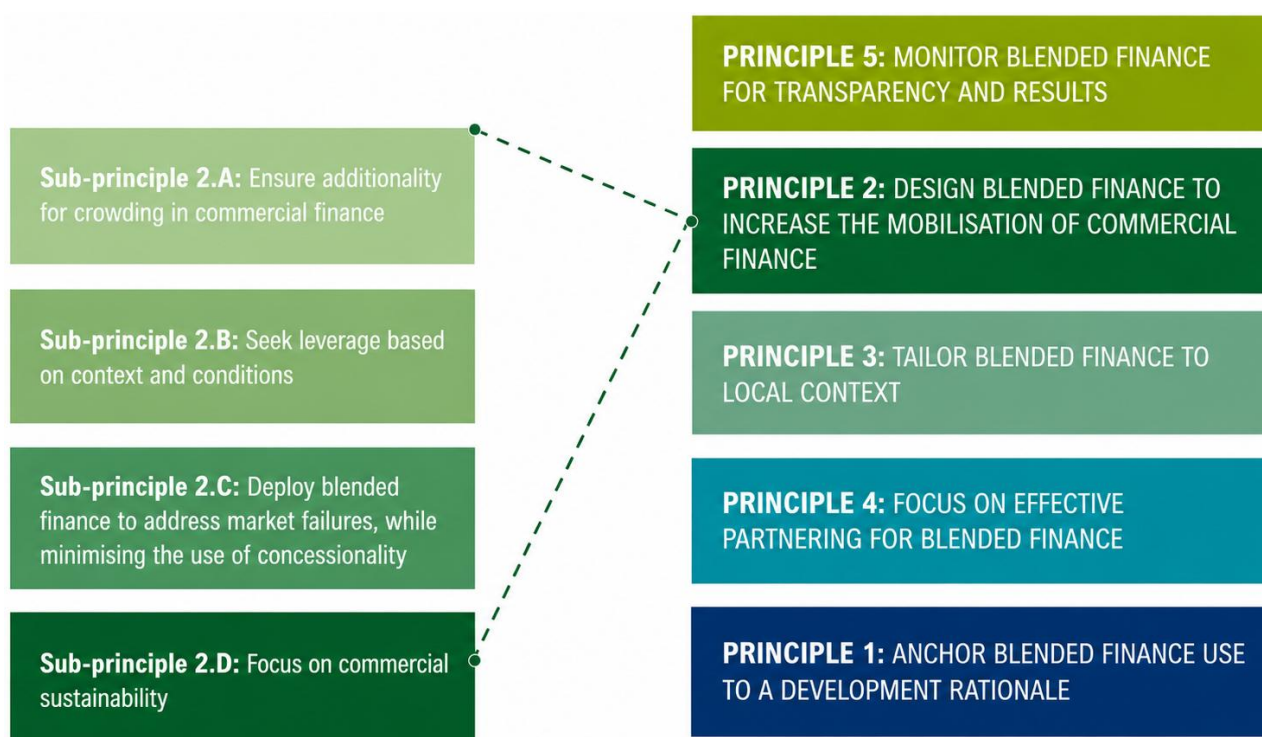 Sub-principle 2.A: Ensure additionality
for crowding in commercial finance
Sub-principle 2.B: Seek leverage based
on context and conditions
Sub-principle 2.C: Deploy blended
finance to address market failures, while
minimising the use of concessionality
Sub-principle 2.D: Focus on commercial
sustainability
PRINCIPLE 5: MONITOR BLENDED FINANCE
FOR TRANSPARENCY AND RESULTS
PRINCIPLE 2: DESIGN BLENDED FINANCE TO
INCREASE THE MOBILISATION OF COMMERCIAL
FINANCE
PRINCIPLE 3: TAILOR BLENDED FINANCE TO
LOCAL CONTEXT
PRINCIPLE 4: FOCUS ON EFFECTIVE
PARTNERING FOR BLENDED FINANCE
PRINCIPLE 1: ANCHOR BLENDED FINANCE USE
TO A DEVELOPMENT RATIONALE